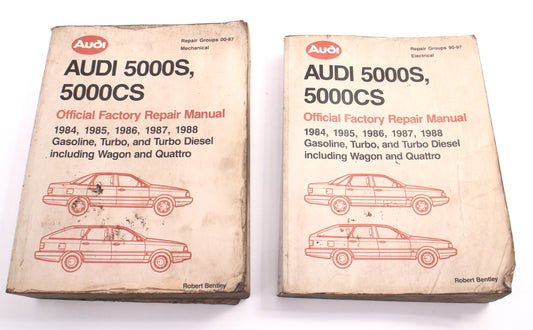 Audi
Repair Groups 00-87
Mechanical
AUDI 5000S,
5000CS
Official Factory Repair Manual
1984, 1985, 1986, 1987, 1988
Gasoline, Turbo, and Turbo Diesel
including Wagon and Quattro
Robert Bentley
Audi
Repair Groups 90-97
Electrical
AUDI 5000S,
5000CS
Official Factory Repair Manual
1984, 1985, 1986, 1987, 1988
Gasoline, Turbo, and Turbo Diesel
including Wagon and Quattro
Robert Bentley